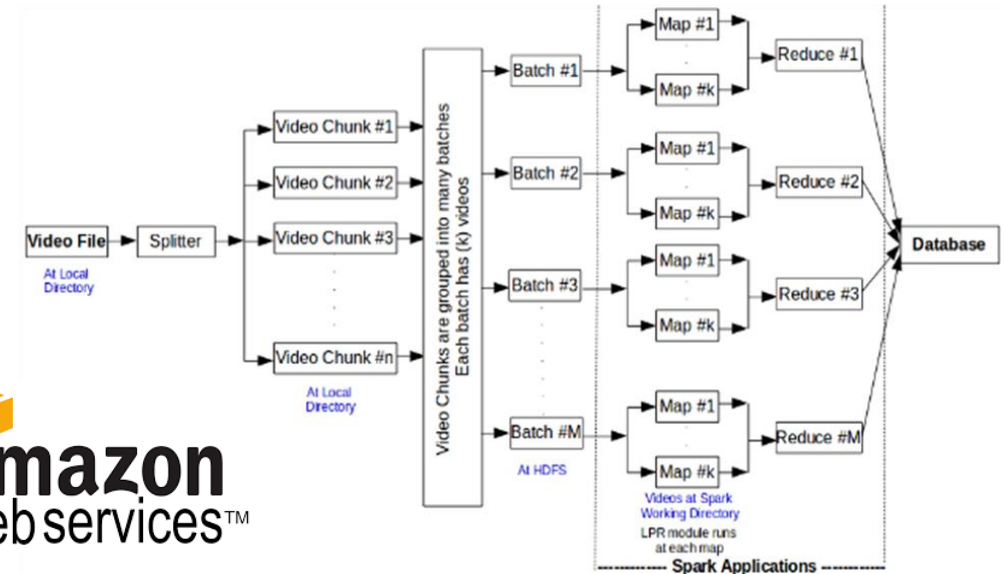 Video File
At Local
Directory
Splitter
Video Chunk #1
Video Chunk #2
Video Chunk #3
Video Chunk #n
At Local
Directory
Video Chunks are grouped into many batches
Each batch has (k) videos
Batch #1
Batch #2
Batch #3
Batch #M
At HDFS
Map #1
Map #k
Map #1
Map #k
Map #1
Map #k
Map #1
Map #k
Videos at Spark
Working Directory
LPR module runs
at each map
Reduce #1
Reduce #2
Reduce #3
Reduce #M
Spark Applications
Database
mazon
eb services™